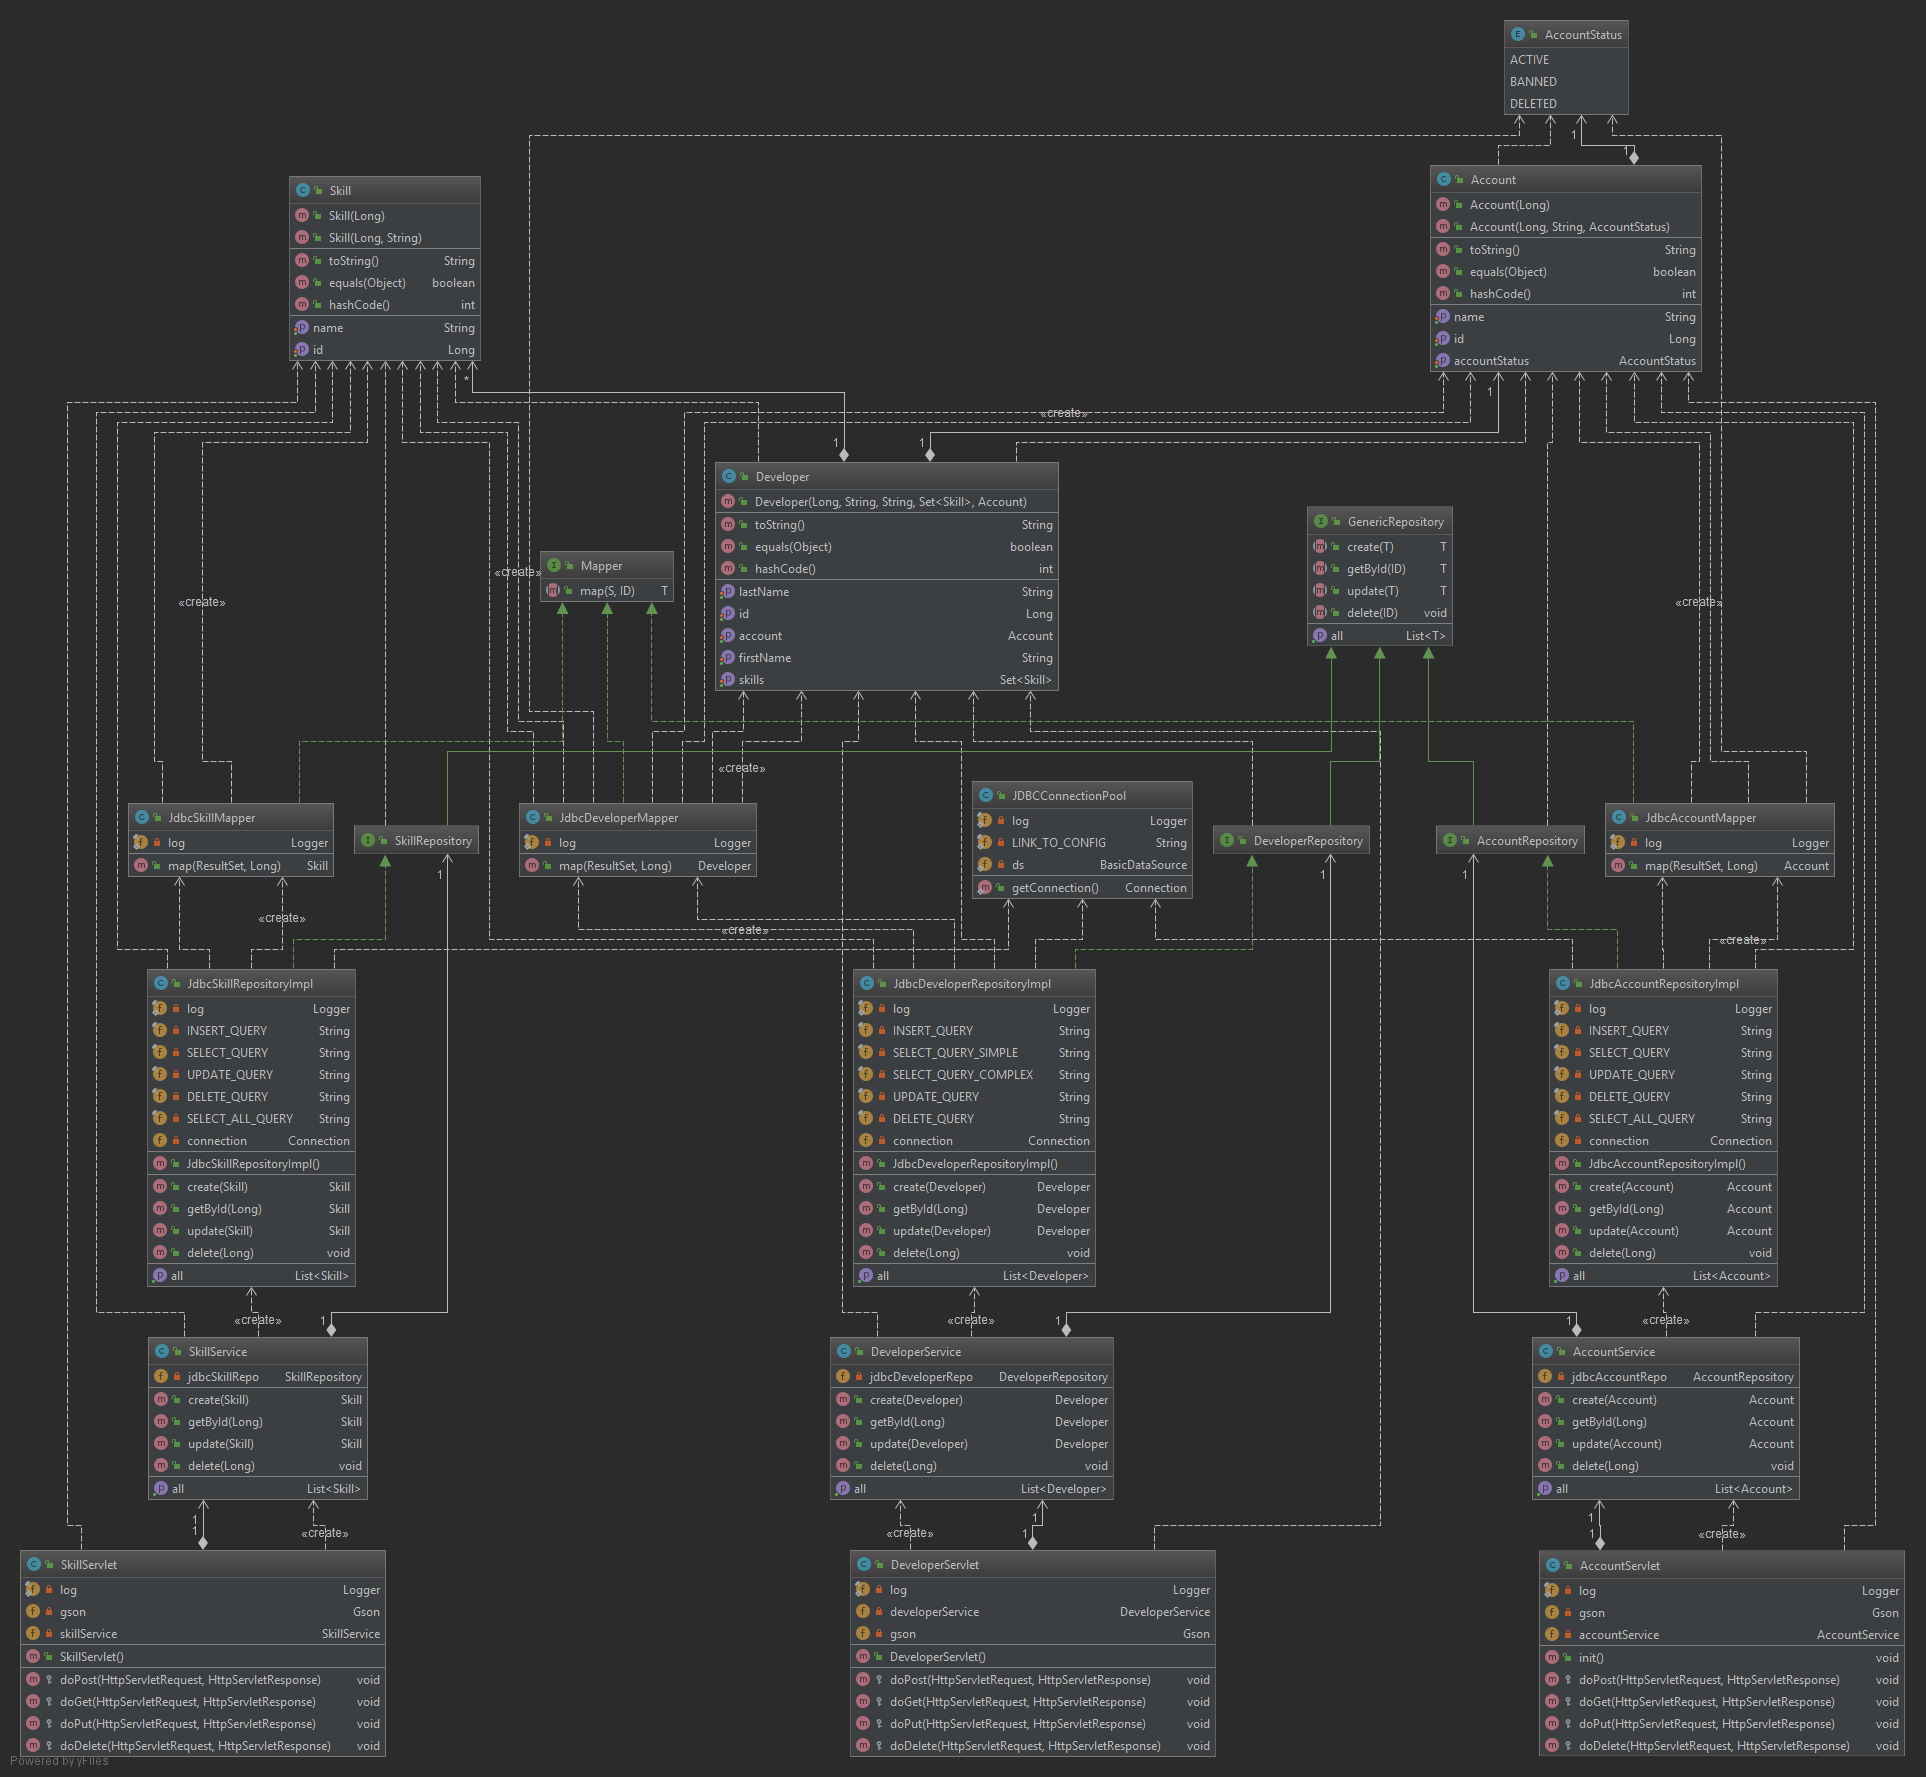 AccountStatus
ACTIVE
BANNED
DELETED
1
1
Account
Account(Long)
Account(Long, String, AccountStatus)
toString() String
equals(Object) boolean
hashCode() int
name String
id Long
accountStatus AccountStatus
Skill
Skill(Long)
Skill(Long, String)
toString() String
equals(Object) boolean
hashCode() int
name String
id Long
*
1
«create»
1
1
Developer
Developer(Long, String, String, Set<Skill>, Account)
toString() String
equals(Object) boolean
hashCode() int
lastName String
id Long
account Account
firstName String
skills Set<Skill>
GenericRepository
create(T) T
getById(ID) T
update(T) T
delete(ID) void
all List<T>
Mapper
map(S, ID) T
«create»
«create»
«create»
«create»
JdbcSkillMapper
log Logger
map(ResultSet, Long) Skill
SkillRepository
1
JdbcDeveloperMapper
log Logger
map(ResultSet, Long) Developer
JDBCConnectionPool
log Logger
LINK_TO_CONFIG String
ds BasicDataSource
getConnection() Connection
DeveloperRepository
1
AccountRepository
1
JdbcAccountMapper
log Logger
map(ResultSet, Long) Account
«create»
«create»
«create»
JdbcSkillRepositoryImpl
log Logger
INSERT_QUERY String
SELECT_QUERY String
UPDATE_QUERY String
DELETE_QUERY String
SELECT_ALL_QUERY String
connection Connection
JdbcSkillRepositoryImpl()
create(Skill) Skill
getById(Long) Skill
update(Skill) Skill
delete(Long) void
all List<Skill>
JdbcDeveloperRepositoryImpl
log Logger
INSERT_QUERY String
SELECT_QUERY_SIMPLE String
SELECT_QUERY_COMPLEX String
UPDATE_QUERY String
DELETE_QUERY String
connection Connection
JdbcDeveloperRepositoryImpl()
create(Developer) Developer
getById(Long) Developer
update(Developer) Developer
delete(Long) void
all List<Developer>
JdbcAccountRepositoryImpl
log Logger
INSERT_QUERY String
SELECT_QUERY String
UPDATE_QUERY String
DELETE_QUERY String
SELECT_ALL_QUERY String
connection Connection
JdbcAccountRepositoryImpl()
create(Account) Account
getById(Long) Account
update(Account) Account
delete(Long) void
all List<Account>
«create»
1
«create»
1
1
«create»
SkillService
jdbcSkillRepo SkillRepository
create(Skill) Skill
getById(Long) Skill
update(Skill) Skill
delete(Long) void
all List<Skill>
DeveloperService
jdbcDeveloperRepo DeveloperRepository
create(Developer) Developer
getById(Long) Developer
update(Developer) Developer
delete(Long) void
all List<Developer>
AccountService
jdbcAccountRepo AccountRepository
create(Account) Account
getById(Long) Account
update(Account) Account
delete(Long) void
all List<Account>
1
1
«create»
«create»
1
1
1
1
«create»
SkillServlet
log Logger
gson Gson
skillService SkillService
SkillServlet()
doPost(HttpServletRequest, HttpServletResponse) void
doGet(HttpServletRequest, HttpServletResponse) void
doPut(HttpServletRequest, HttpServletResponse) void
doDelete(HttpServletRequest, HttpServletResponse) void
DeveloperServlet
log Logger
developerService DeveloperService
gson Gson
DeveloperServlet()
doPost(HttpServletRequest, HttpServletResponse) void
doGet(HttpServletRequest, HttpServletResponse) void
doPut(HttpServletRequest, HttpServletResponse) void
doDelete(HttpServletRequest, HttpServletResponse) void
AccountServlet
log Logger
gson Gson
accountService AccountService
init() void
doPost(HttpServletRequest, HttpServletResponse) void
doGet(HttpServletRequest, HttpServletResponse) void
doPut(HttpServletRequest, HttpServletResponse) void
doDelete(HttpServletRequest, HttpServletResponse) void
Powered by yFiles